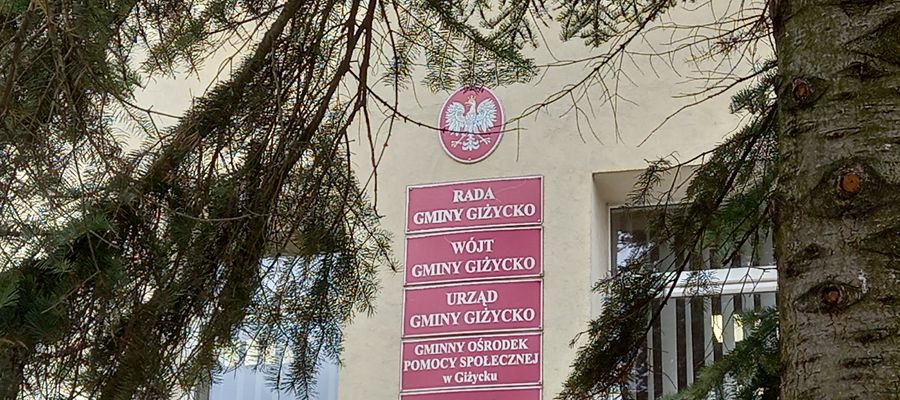 RADA
GMINY GIŻYCKO
WÓJT
GMINY GIŻYCKO
URZĄD
GMINY GIŻYCKO
GMINNY OŚRODEK
POMOCY SPOŁECZNEJ
w Giżycku